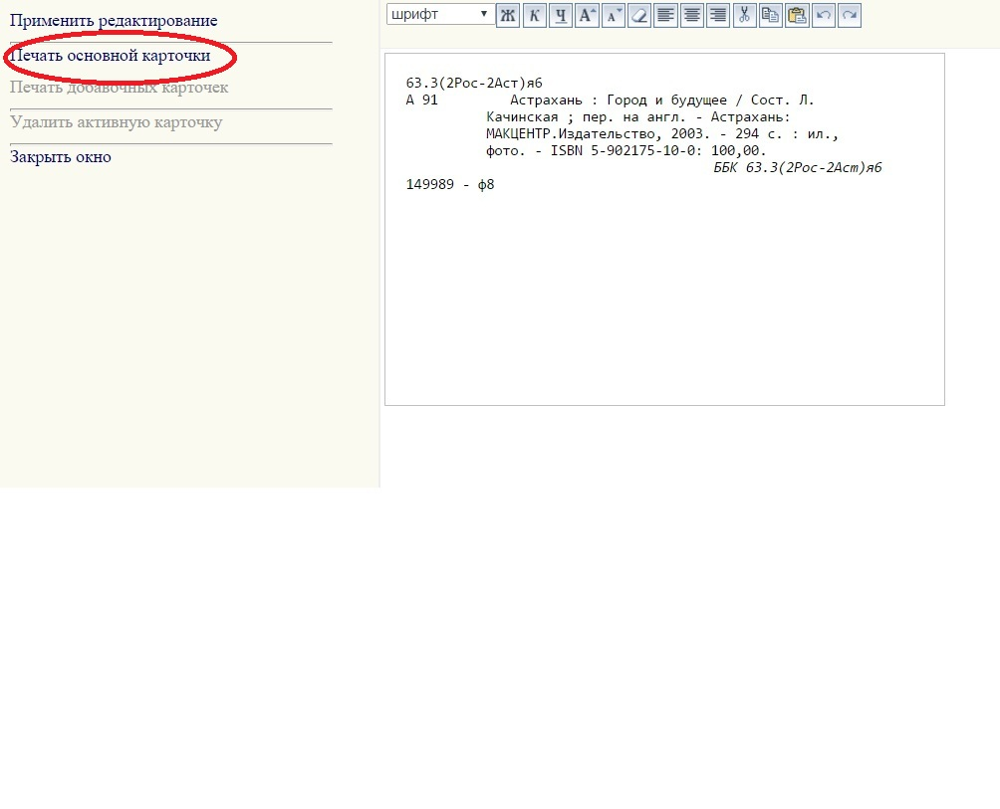 Применить редактирование
Печать основной карточки
Печать добавочных карточек
Удалить активную карточку
Закрыть окно
шрифт Ж К Ч А А
63.3(2Рос-2Аст)я6
А 91 Астрахань : Город и будущее / Сост. Л.
Качинская ; пер. на англ. - Астрахань:
МАКЦЕНТР.Издательство, 2003. - 294 с. : ил.,
фото. - ISBN 5-902175-10-0: 100,00.
ББК 63.3(2Рос-2Аст)я6
149989 - ф8